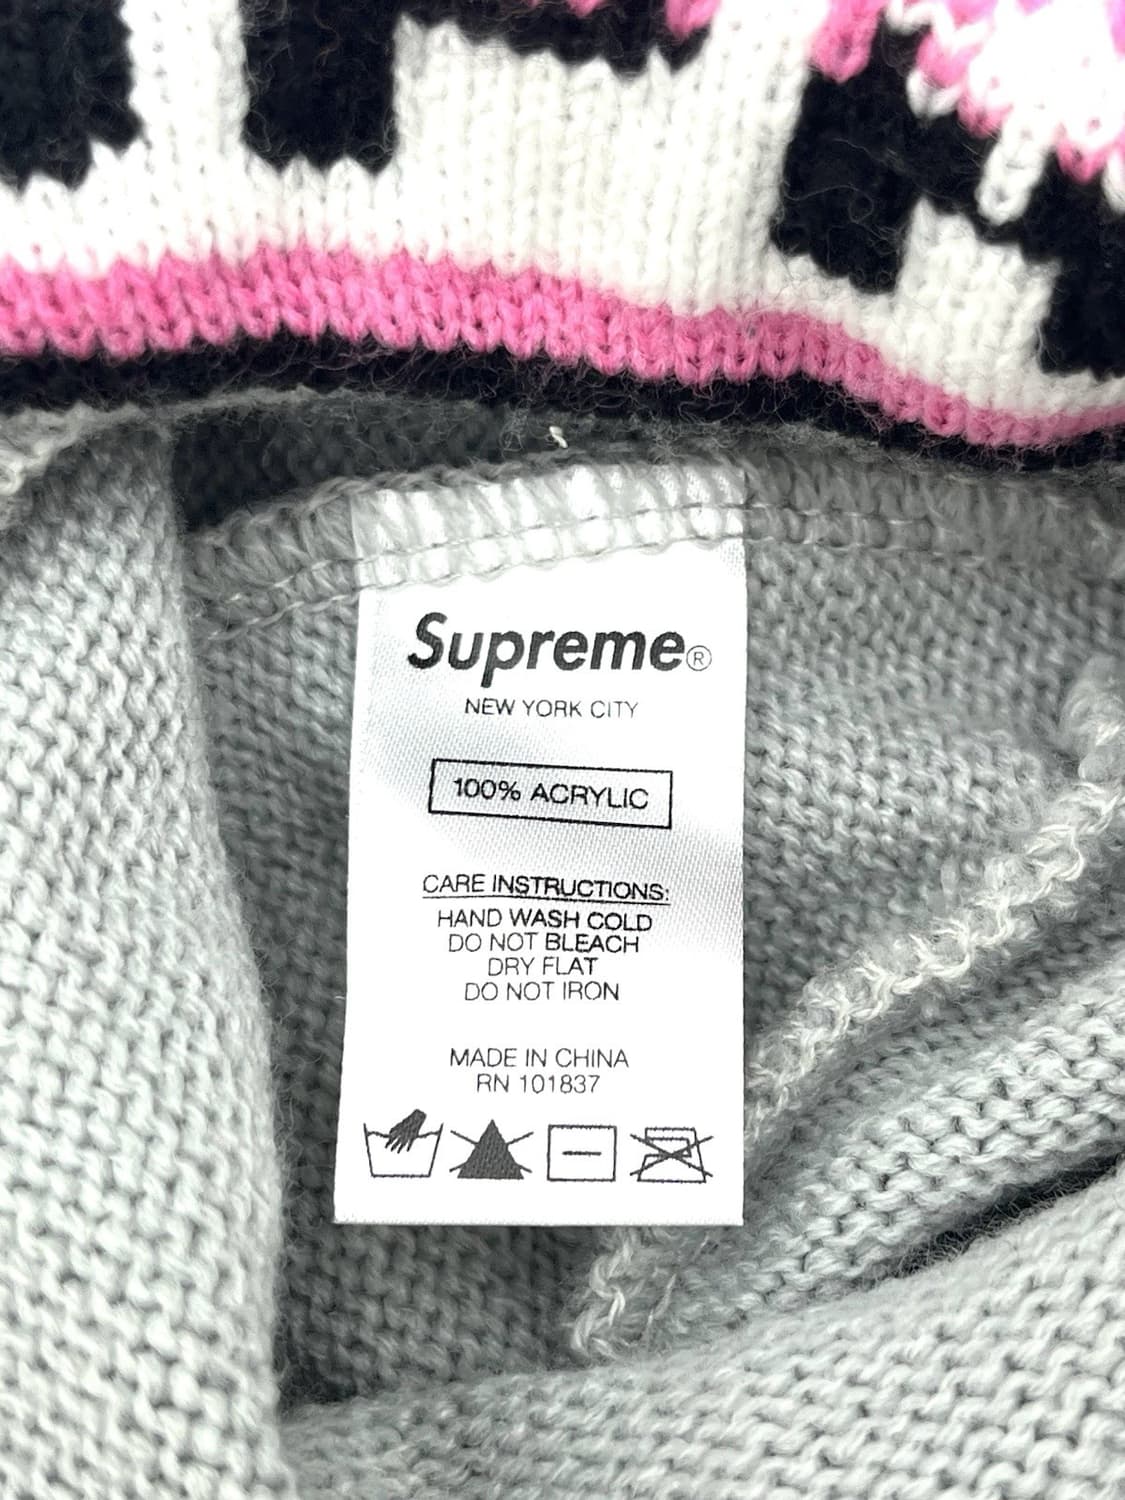 Supreme®
NEW YORK CITY
100% ACRYLIC
CARE INSTRUCTIONS:
HAND WASH COLD
DO NOT BLEACH
DRY FLAT
DO NOT IRON
MADE IN CHINA
RN 101837